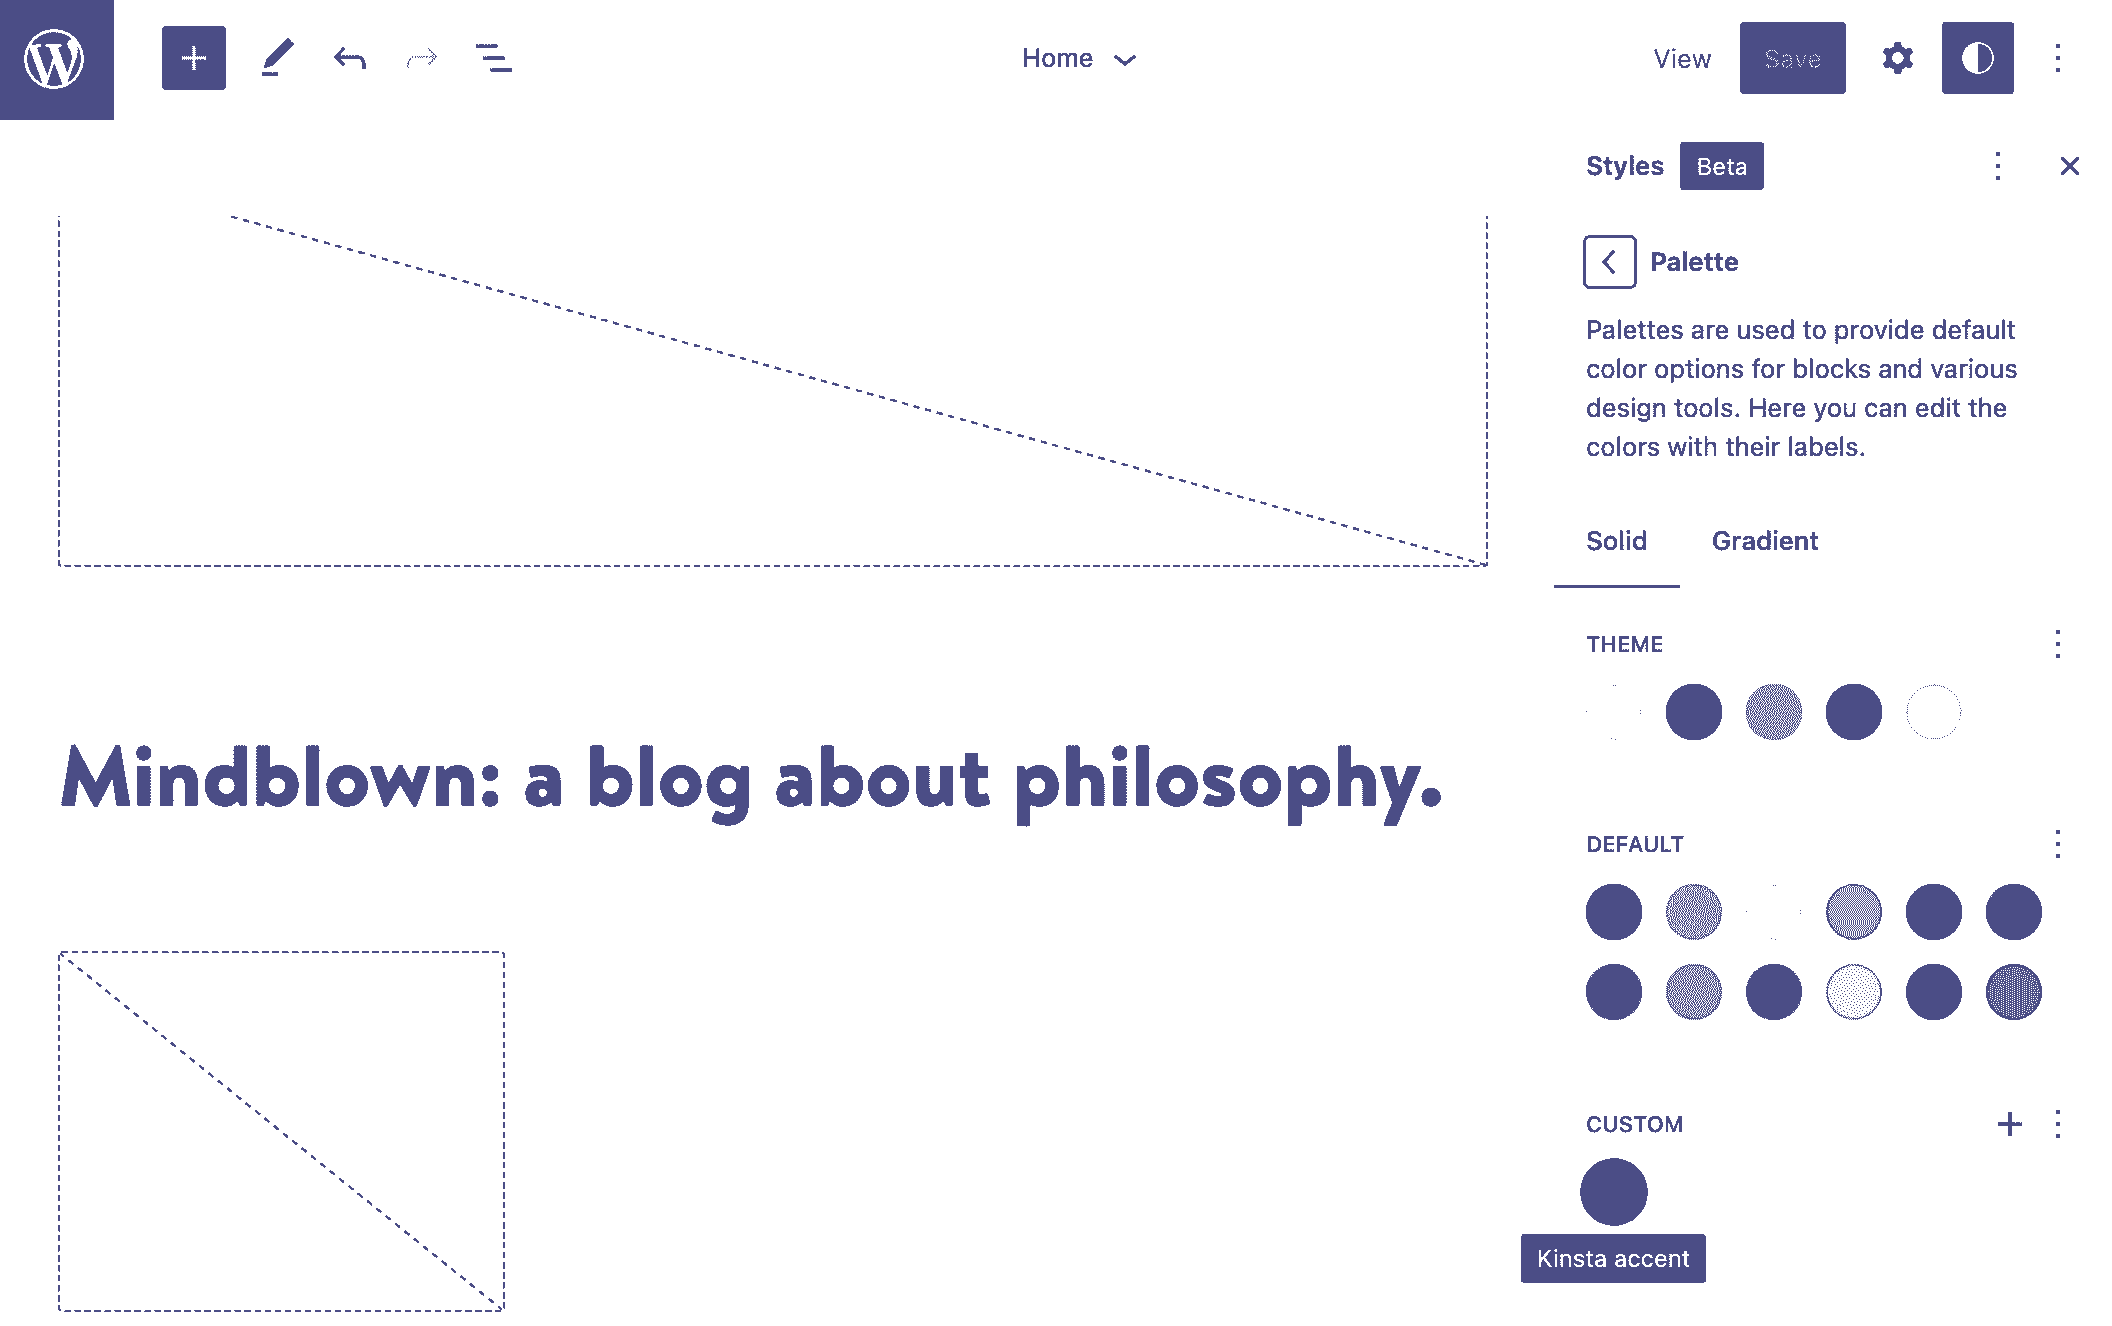 Home
View
Save
Styles
Beta
Palette
Palettes are used to provide default
color options for blocks and various
design tools. Here you can edit the
colors with their labels.
Solid
Gradient
THEME
Mindblown: a blog about philosophy.
DEFAULT
CUSTOM
Kinsta accent